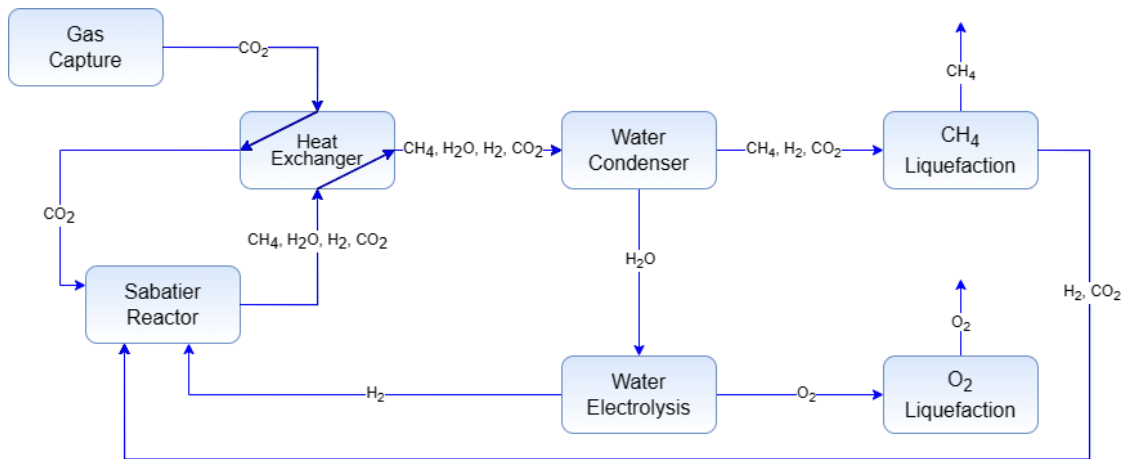 Gas
Capture
CO2
CH4
Heat
Exchanger
CH4, H2O, H2, CO2
Water
Condenser
CH4, H2, CO2
CH4
Liquefaction
CO2
CH4, H2O, H2, CO2
H2O
H2, CO2
Sabatier
Reactor
O2
H2
Water
Electrolysis
O2
O2
Liquefaction